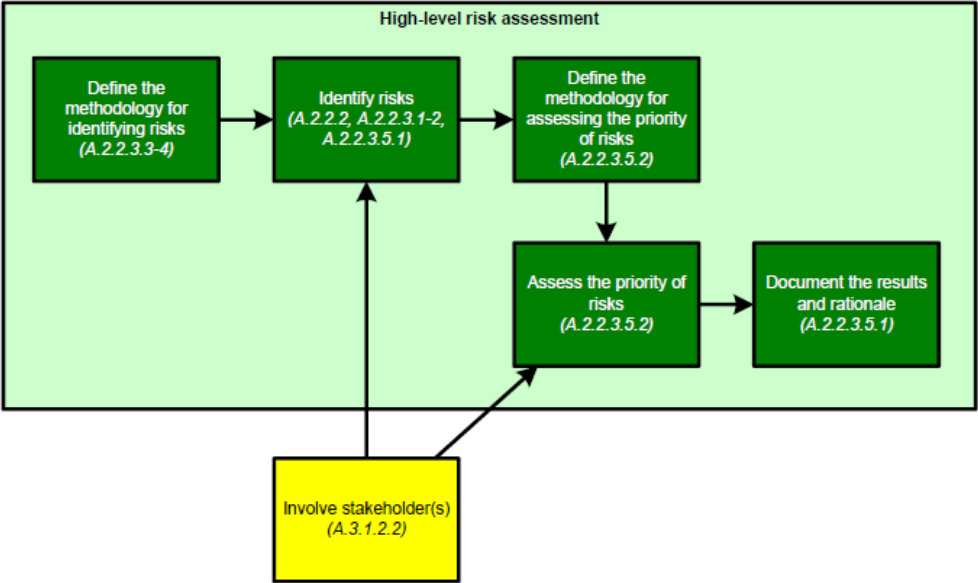 High-level risk assessment
Define the
methodology for
identifying risks
(A.2.2.3.3-4)
Identify risks
(A.2.2.2, A.2.2.3.1-2,
A.2.2.3.5.1)
Define the
methodology for
assessing the priority
of risks
(A.2.2.3.5.2)
Assess the priority of
risks
(A.2.2.3.5.2)
Document the results
and rationale
(A.2.2.3.5.1)
Involve stakeholder(s)
(A.3.1.2.2)